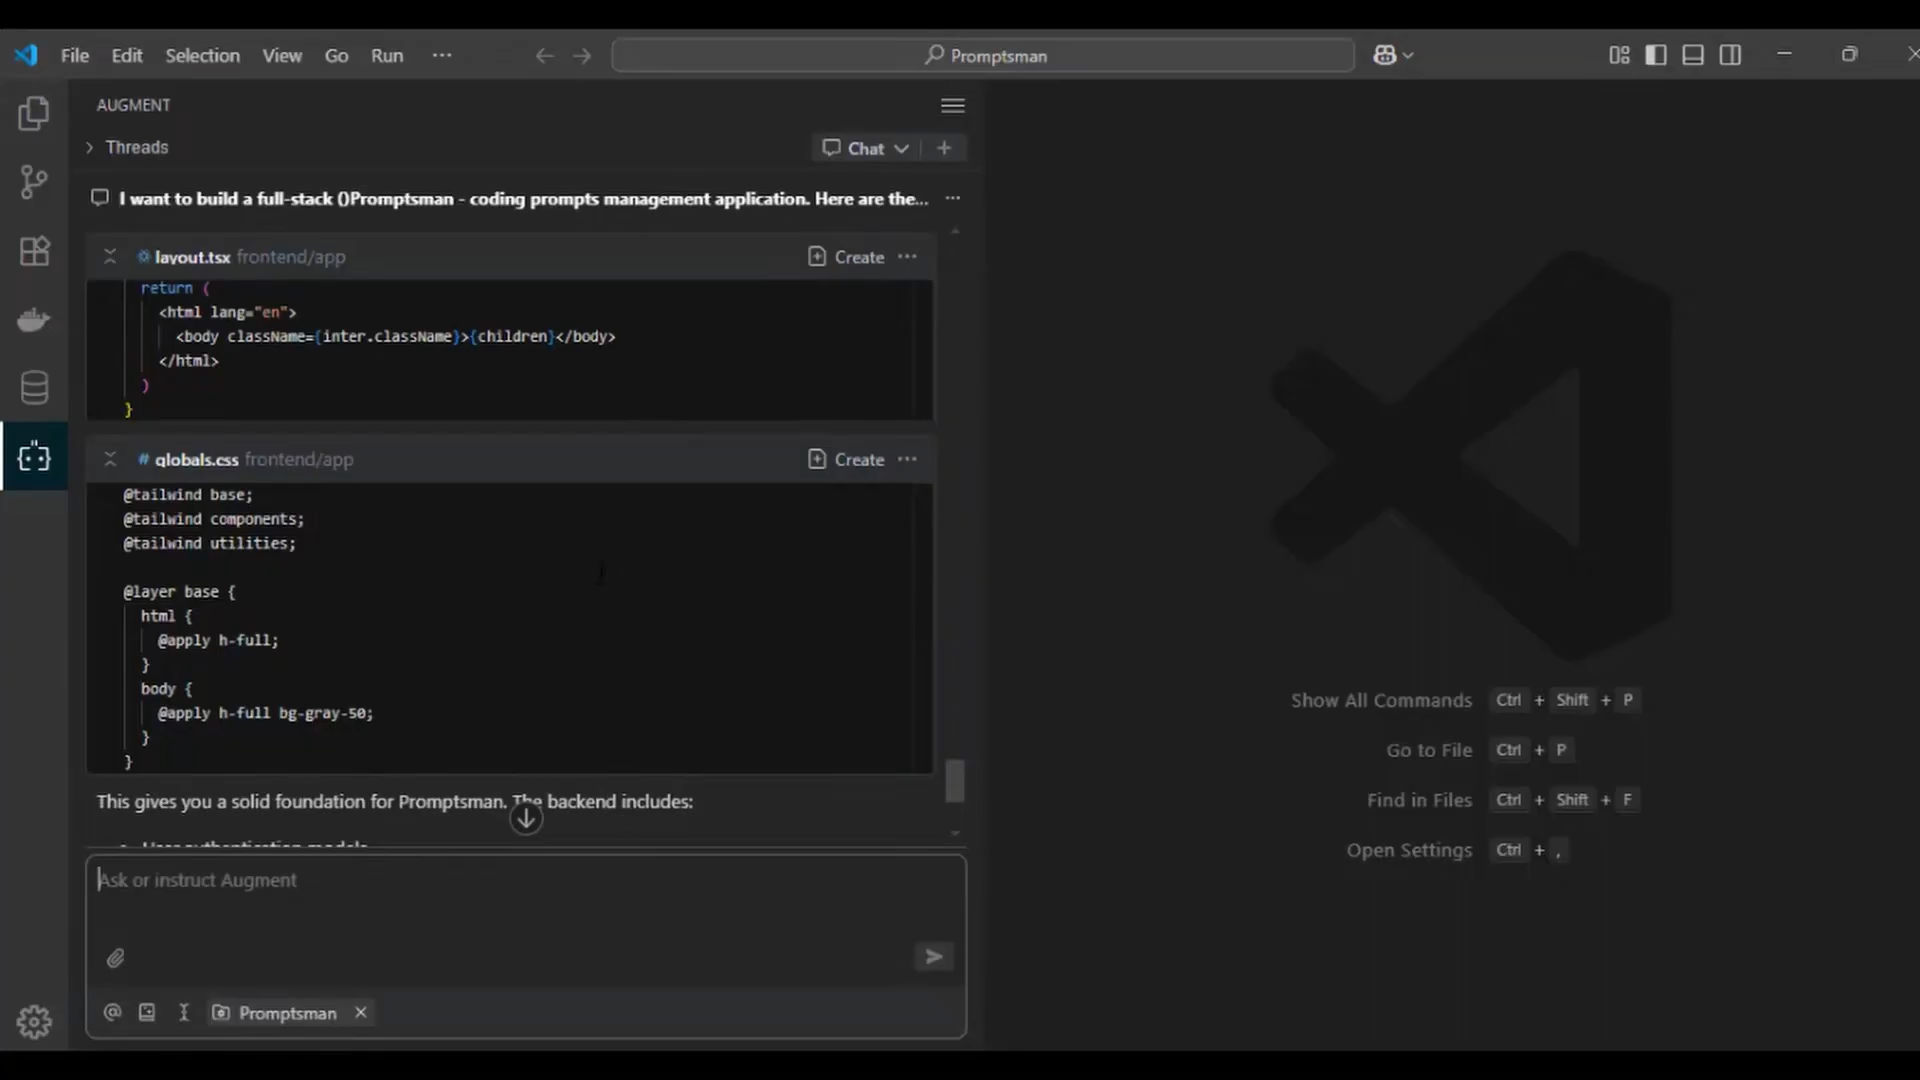 File Edit Selection View Go Run ···
Promptsman
AUGMENT
Threads
Chat
I want to build a full-stack ()Promptsman - coding prompts management application. Here are the...
layout.tsx frontend/app
Create
return (
<html lang="en">
<body className={inter.className}>{children}</body>
</html>
)
}
# globals.css frontend/app
Create
@tailwind base;
@tailwind components;
@tailwind utilities;
@layer base {
html {
@apply h-full;
}
body {
@apply h-full bg-gray-50;
}
}
This gives you a solid foundation for Promptsman. The backend includes:
User authentication models
Ask or instruct Augment
Promptsman
Show All Commands Ctrl + Shift + P
Go to File Ctrl + P
Find in Files Ctrl + Shift + F
Open Settings Ctrl + ,